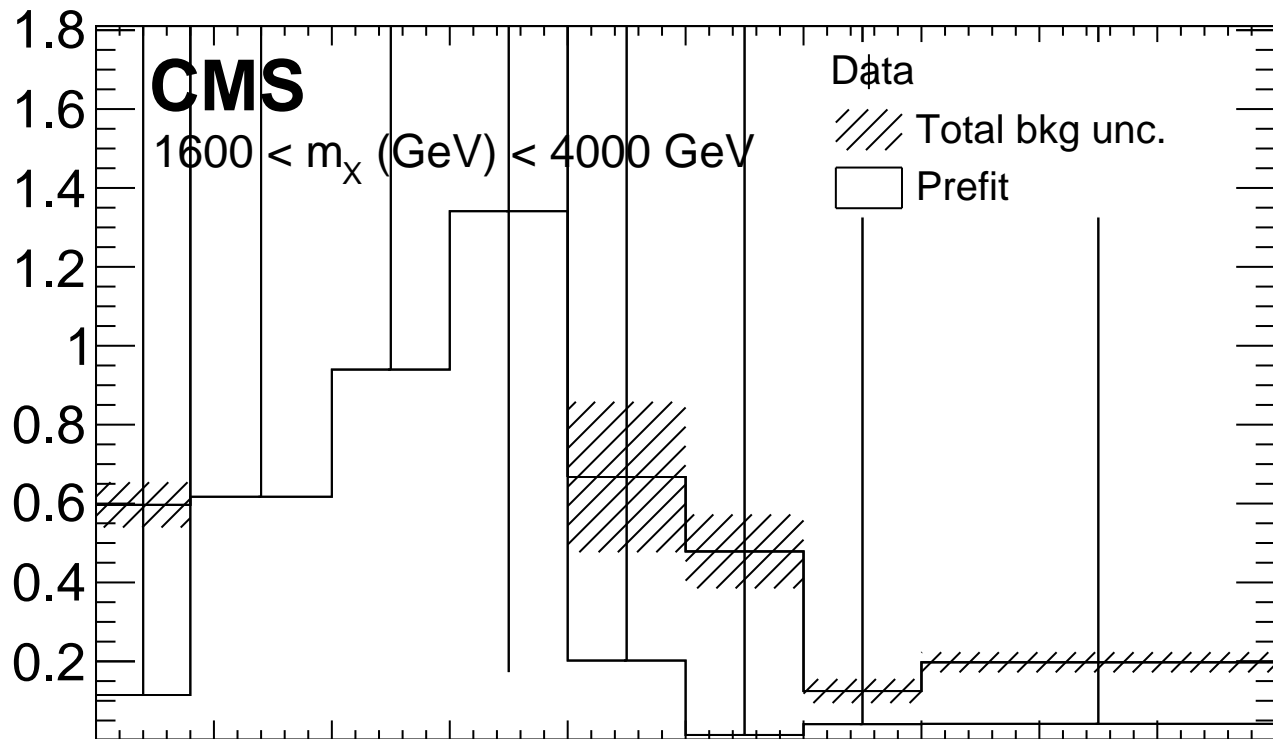 1.8
1.6
1.4
1.2
1
0.8
0.6
0.4
0.2
CMS
1600 < mX (GeV) < 4000 GeV
Data
Total bkg unc.
Prefit